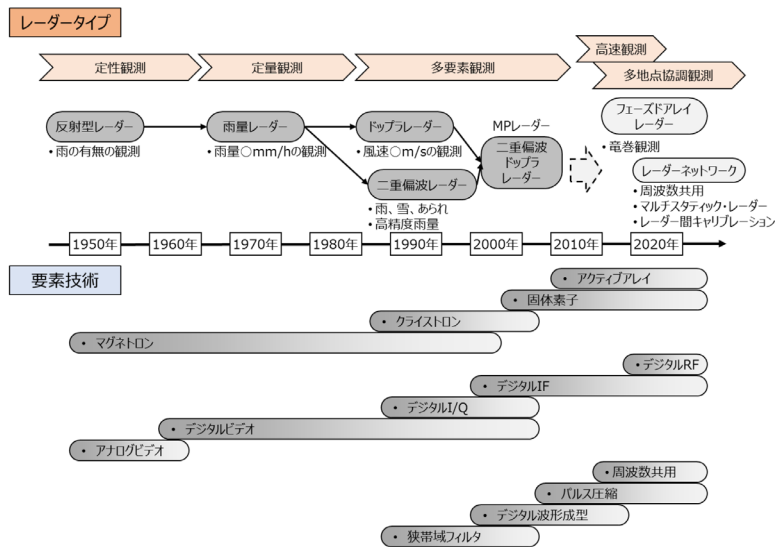 レーダータイプ
高速観測
定性観測
定量観測
多要素観測
多地点協調観測
反射型レーダー
・雨の有無の観測
雨量レーダー
・雨量○mm/hの観測
ドップラレーダー
・風速○m/sの観測
二重偏波レーダー
・雨、雪、あられ
・高精度雨量
MPレーダー
二重偏波
ドップラ
レーダー
フェーズドアレイ
レーダー
・竜巻観測
レーダーネットワーク
・周波数共用
・マルチスタティック・レーダー
・レーダー間キャリブレーション
1950年
1960年
1970年
1980年
1990年
2000年
2010年
2020年
要素技術
・アクティブアレイ
・固体素子
・クライストロン
・マグネトロン
・デジタルRF
・デジタルIF
・デジタルI/Q
・デジタルビデオ
・アナログビデオ
・周波数共用
・パルス圧縮
・デジタル波形成型
・狭帯域フィルタ